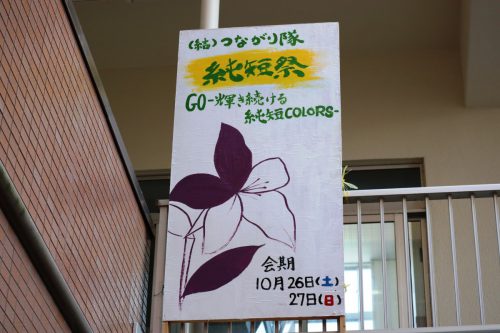 (結)つながり隊
純短祭
GO-輝き続ける
純短COLORS-
会期
10月26日(土)
27日(日)